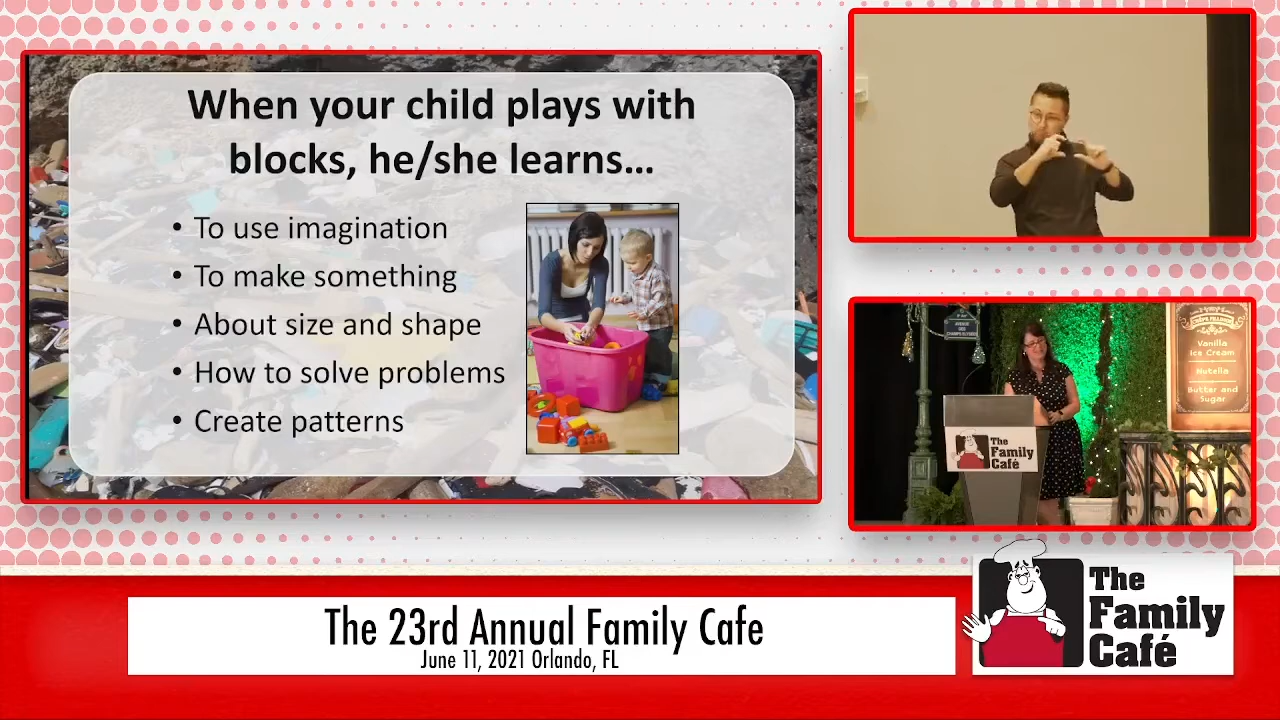 When your child plays with
blocks, he/she learns…
• To use imagination
• To make something
• About size and shape
• How to solve problems
• Create patterns
Vanilla
Ice Cream
Nutella
Butter and
Sugar
The
Family
Café
The 23rd Annual Family Cafe
June 11, 2021 Orlando, FL
The
Family
Café